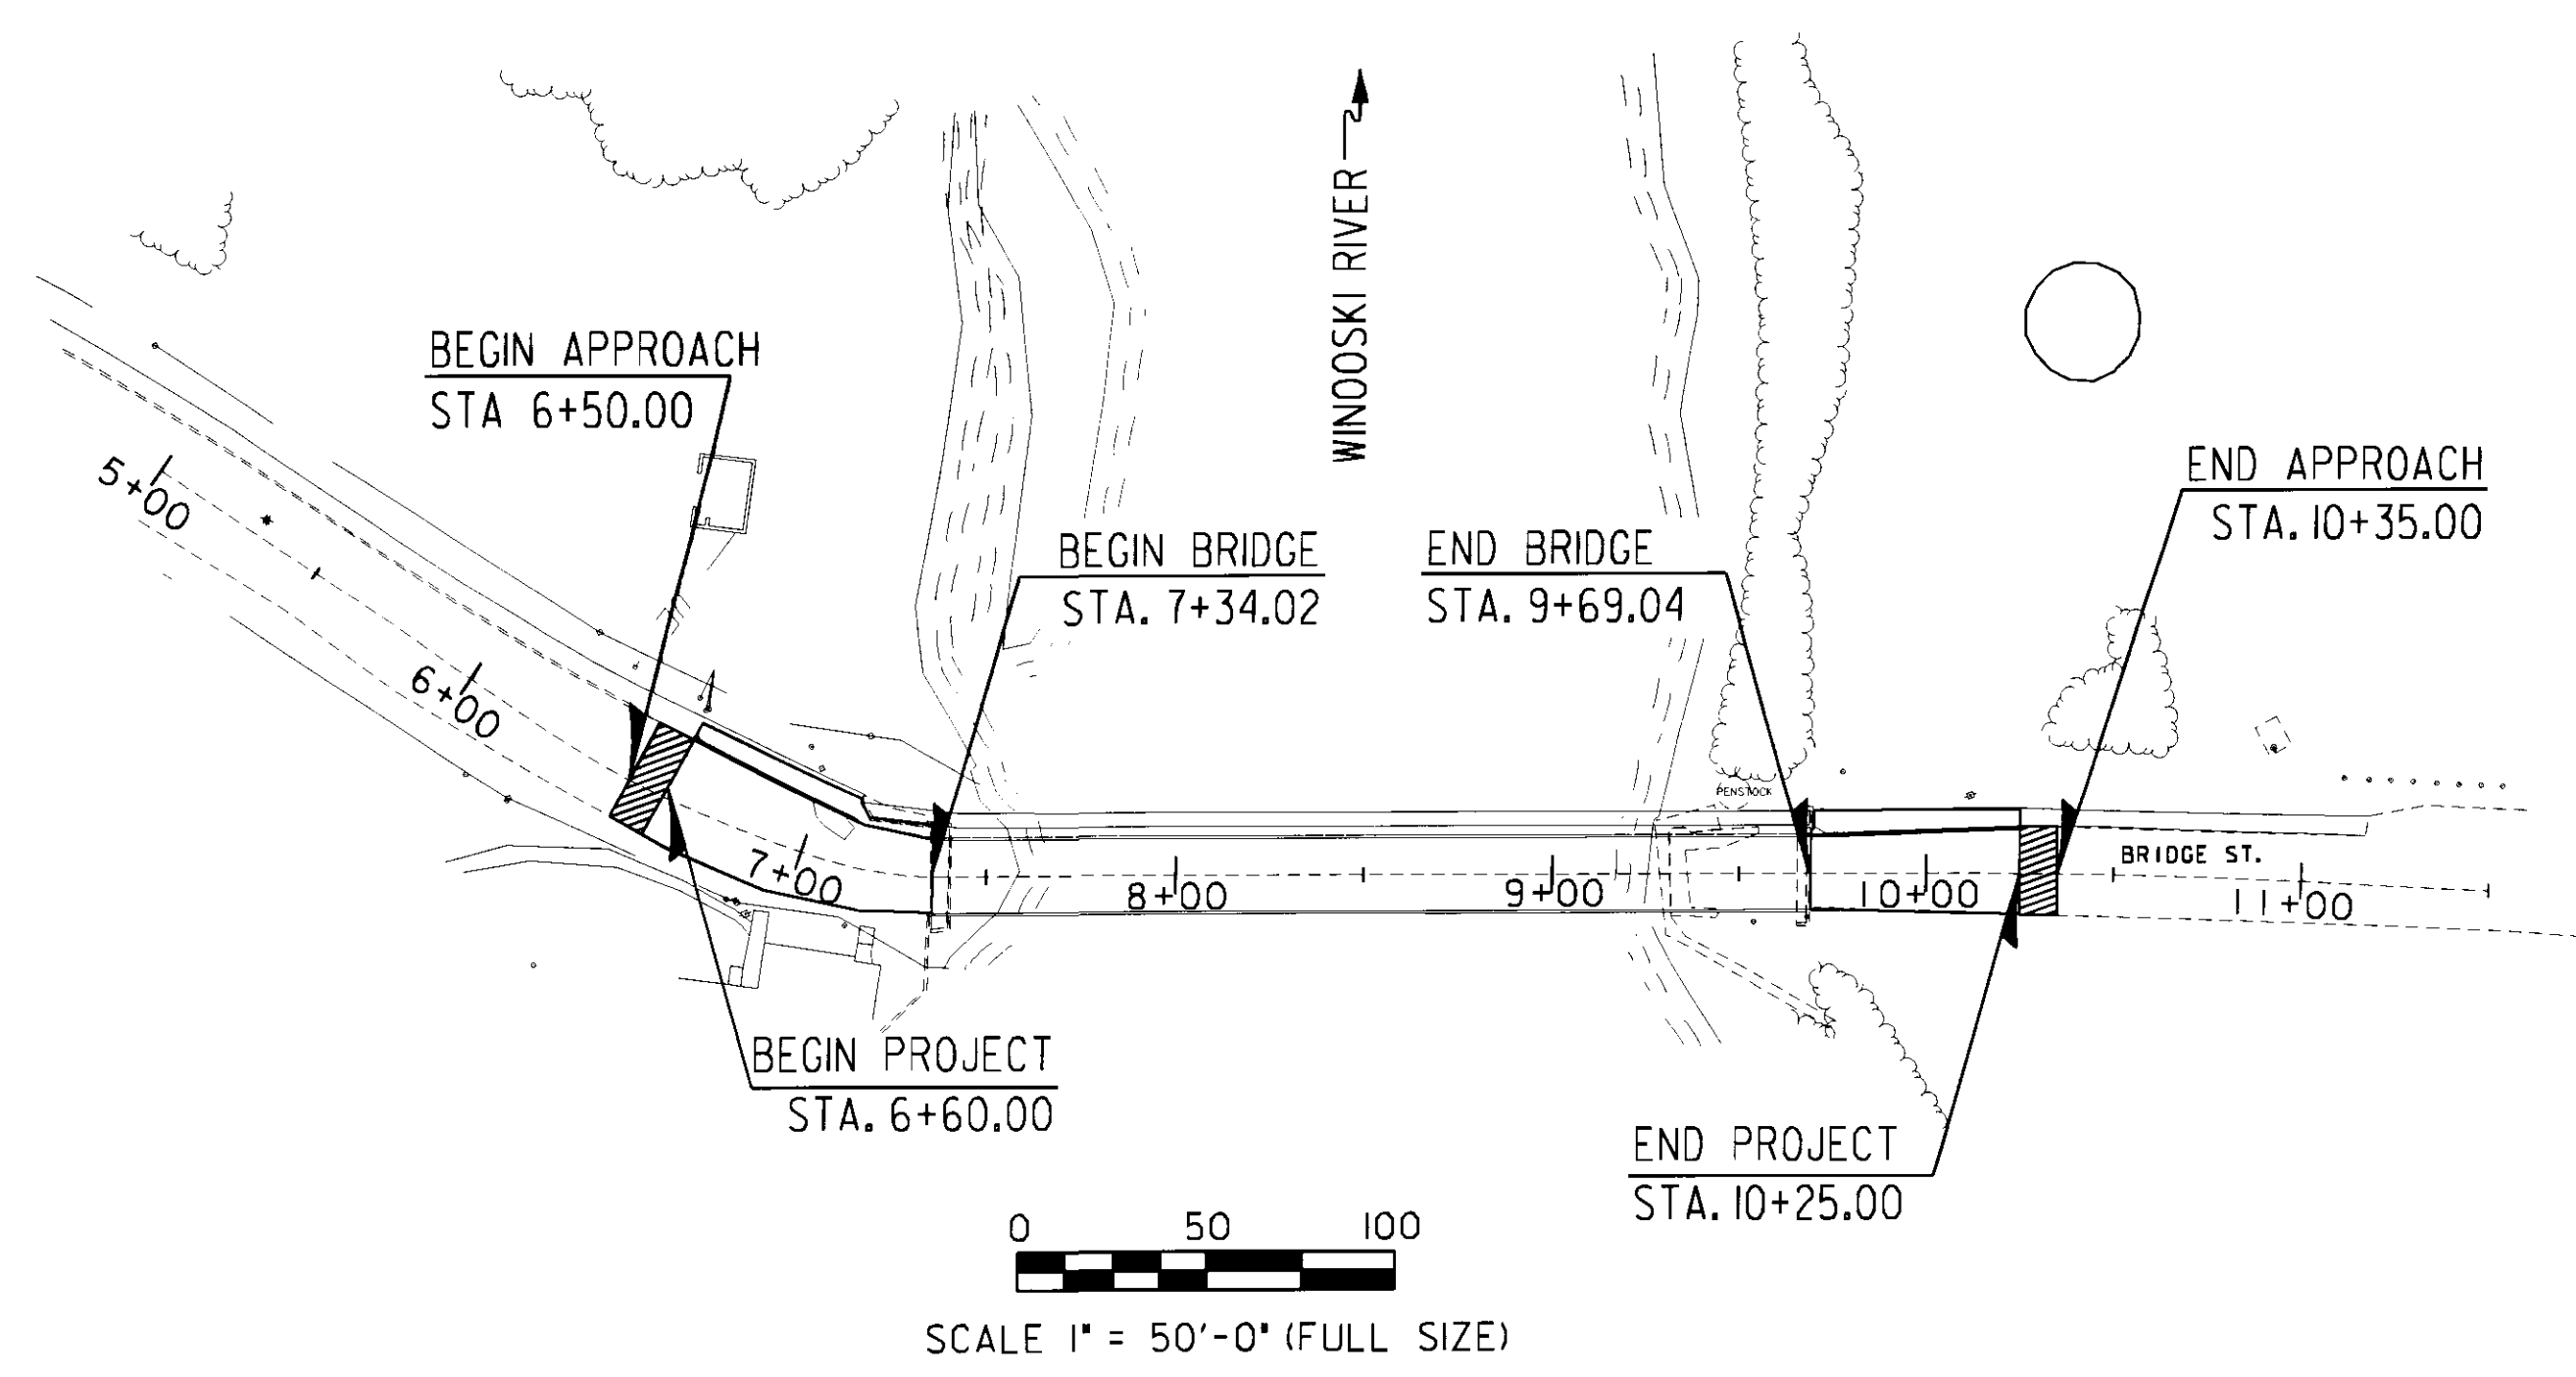 WINOOSKI RIVER
BEGIN APPROACH
STA 6+50.00
END APPROACH
STA. 10+35.00
5+00
BEGIN BRIDGE
STA. 7+34.02
END BRIDGE
STA. 9+69.04
6+00
PENSTOCK
7+00
8+00
9+00
10+00
BRIDGE ST.
11+00
BEGIN PROJECT
STA. 6+60.00
END PROJECT
STA. 10+25.00
0 50 100
SCALE 1" = 50'-0" (FULL SIZE)